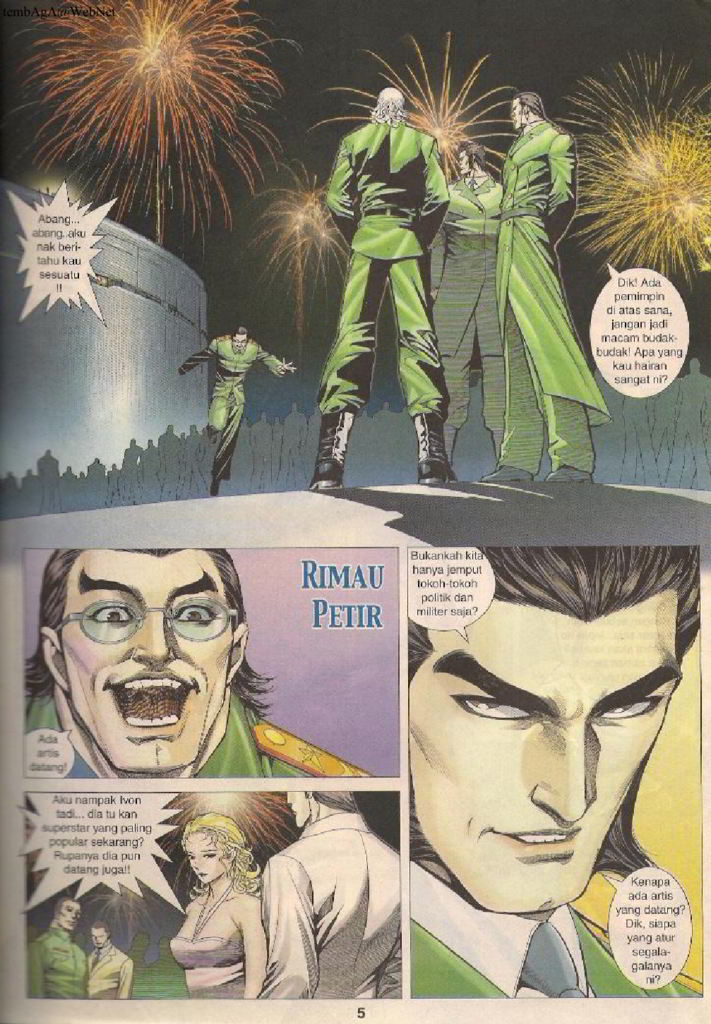 tembAgA@WebNet
Abang...
abang..aku
nak beri-
tahu kau
sesuatu
!!
Dik! Ada
pemimpin
di atas sana,
jangan jadi
macam budak-
budak! Apa yang
hairan
sangat ni?
RIMAU
PETIR
Ada
artis
datang!
Bukankah kita
hanya jemput
tokoh-tokoh
politik dan
militer saja?
Aku nampak Ivon
tadi... dia tu kan
superstar yang paling
popular sekarang?
Rupanya dia pun
datang juga!!
Kenapa
ada artis
yang datang?
Dik, siapa
yang atur
segala-
galanya
ni?
5